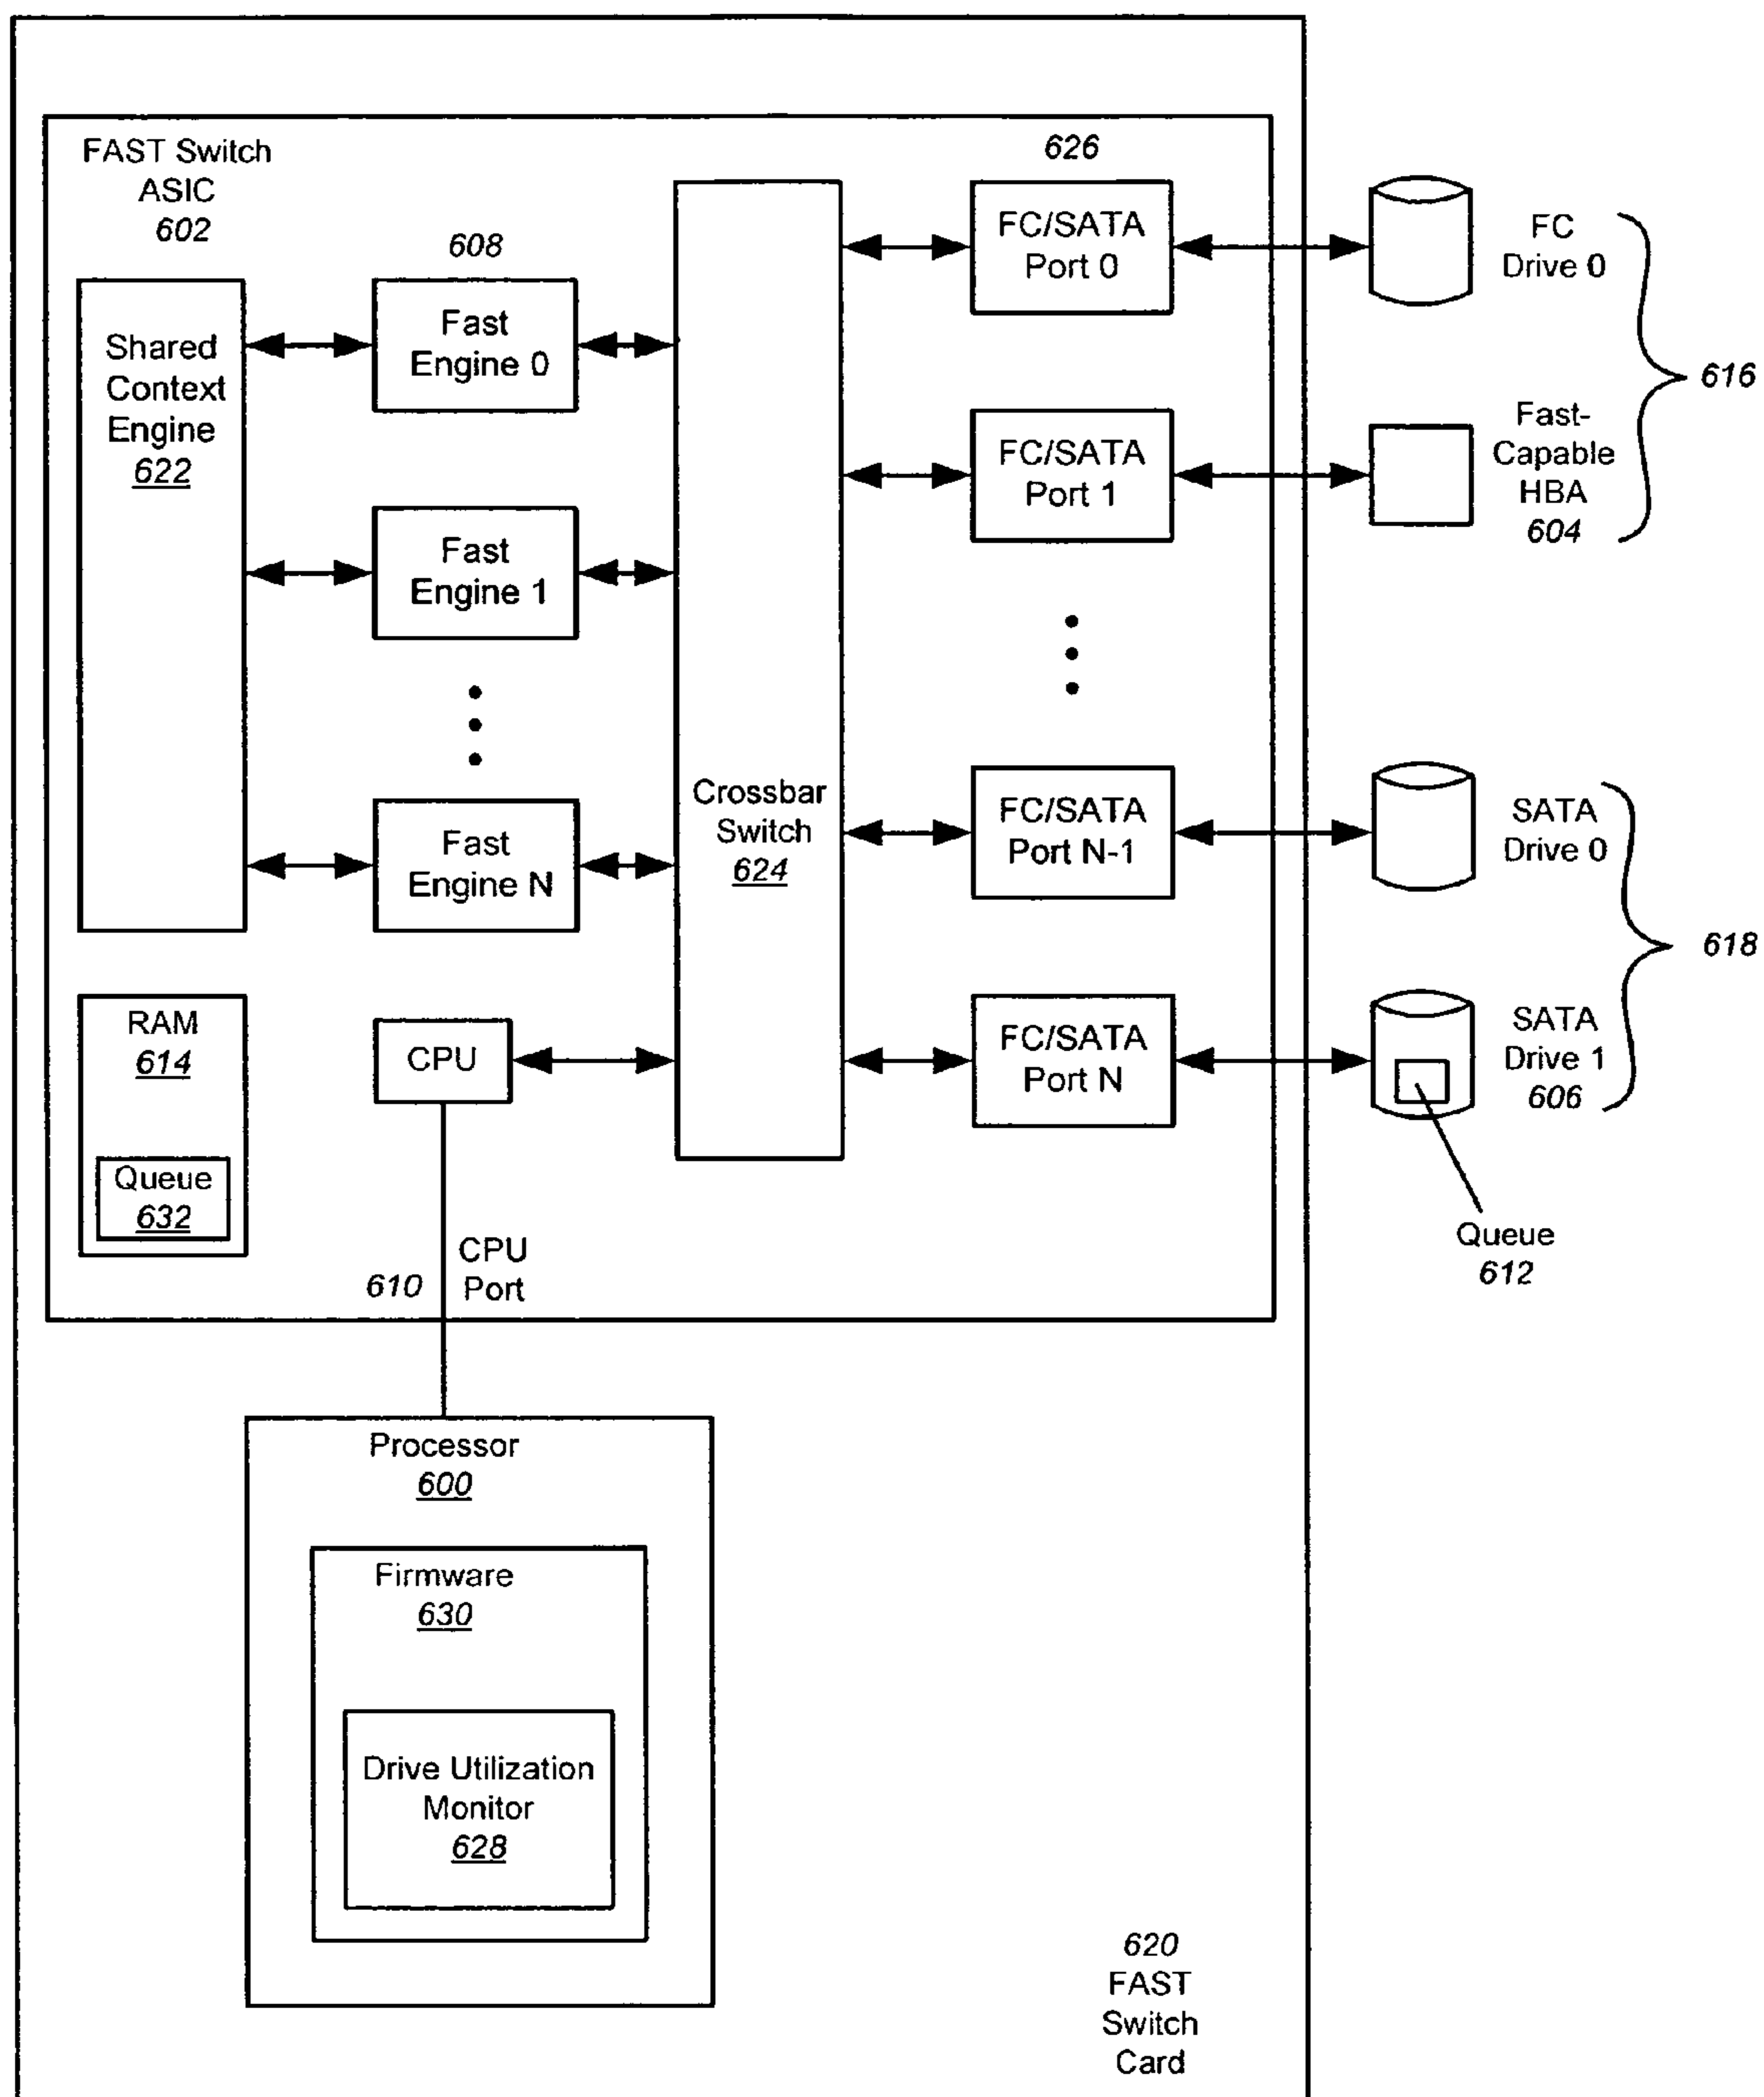 FAST Switch
ASIC
602
608
626
Shared
Context
Engine
622
Fast
Engine 0
Fast
Engine 1
Fast
Engine N
Crossbar
Switch
624
FC/SATA
Port 0
FC/SATA
Port 1
FC/SATA
Port N-1
FC/SATA
Port N
FC
Drive 0
Fast-
Capable
HBA
604
616
SATA
Drive 0
SATA
Drive 1
606
618
Queue
612
RAM
614
Queue
632
CPU
610
CPU
Port
Processor
600
Firmware
630
Drive Utilization
Monitor
628
620
FAST
Switch
Card